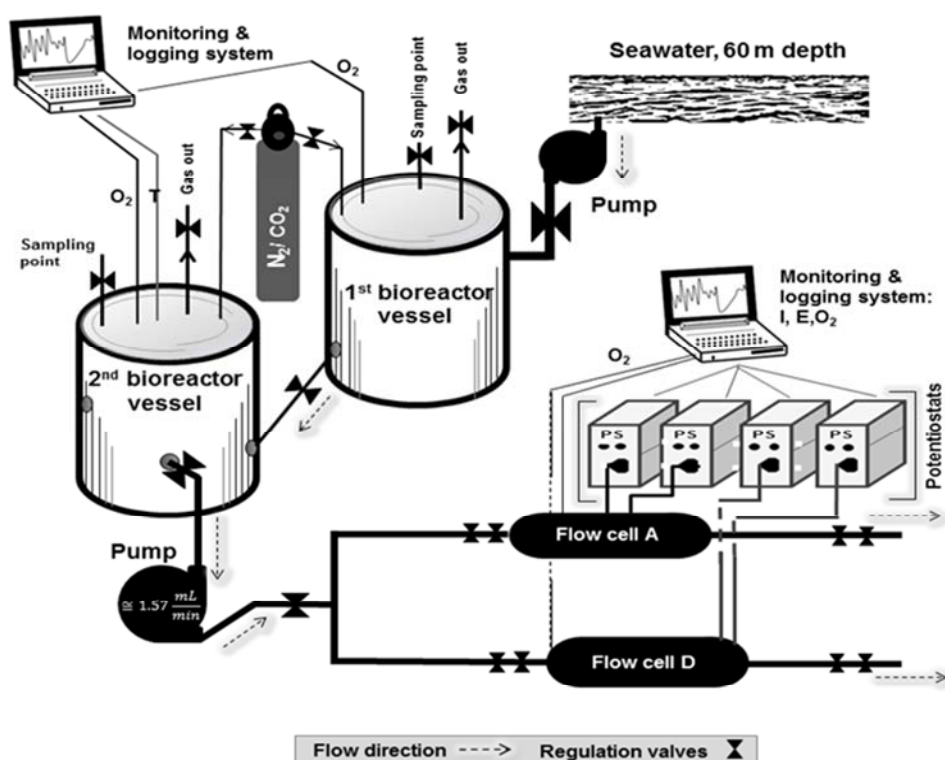 Monitoring &
logging system
O2
Sampling point
Gas out
Seawater, 60 m depth
Pump
O2
T
Gas out
N2/ CO2
Sampling
point
1st bioreactor
vessel
2nd bioreactor
vessel
Monitoring &
logging system:
I, E,O2
O2
PS
PS
PS
PS
Potentiostats
Pump
≅ 1.57 mL/min
Flow cell A
Flow cell D
Flow direction
Regulation valves